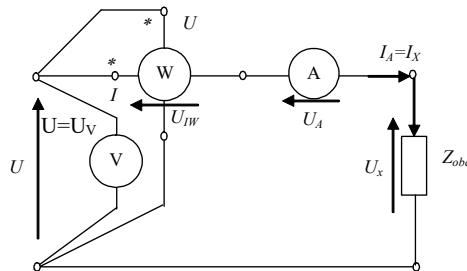 * U
*
W
A
I_A=I_X
I
U_IW
U_A
U=U_V
V
U
U_x
Z_obc